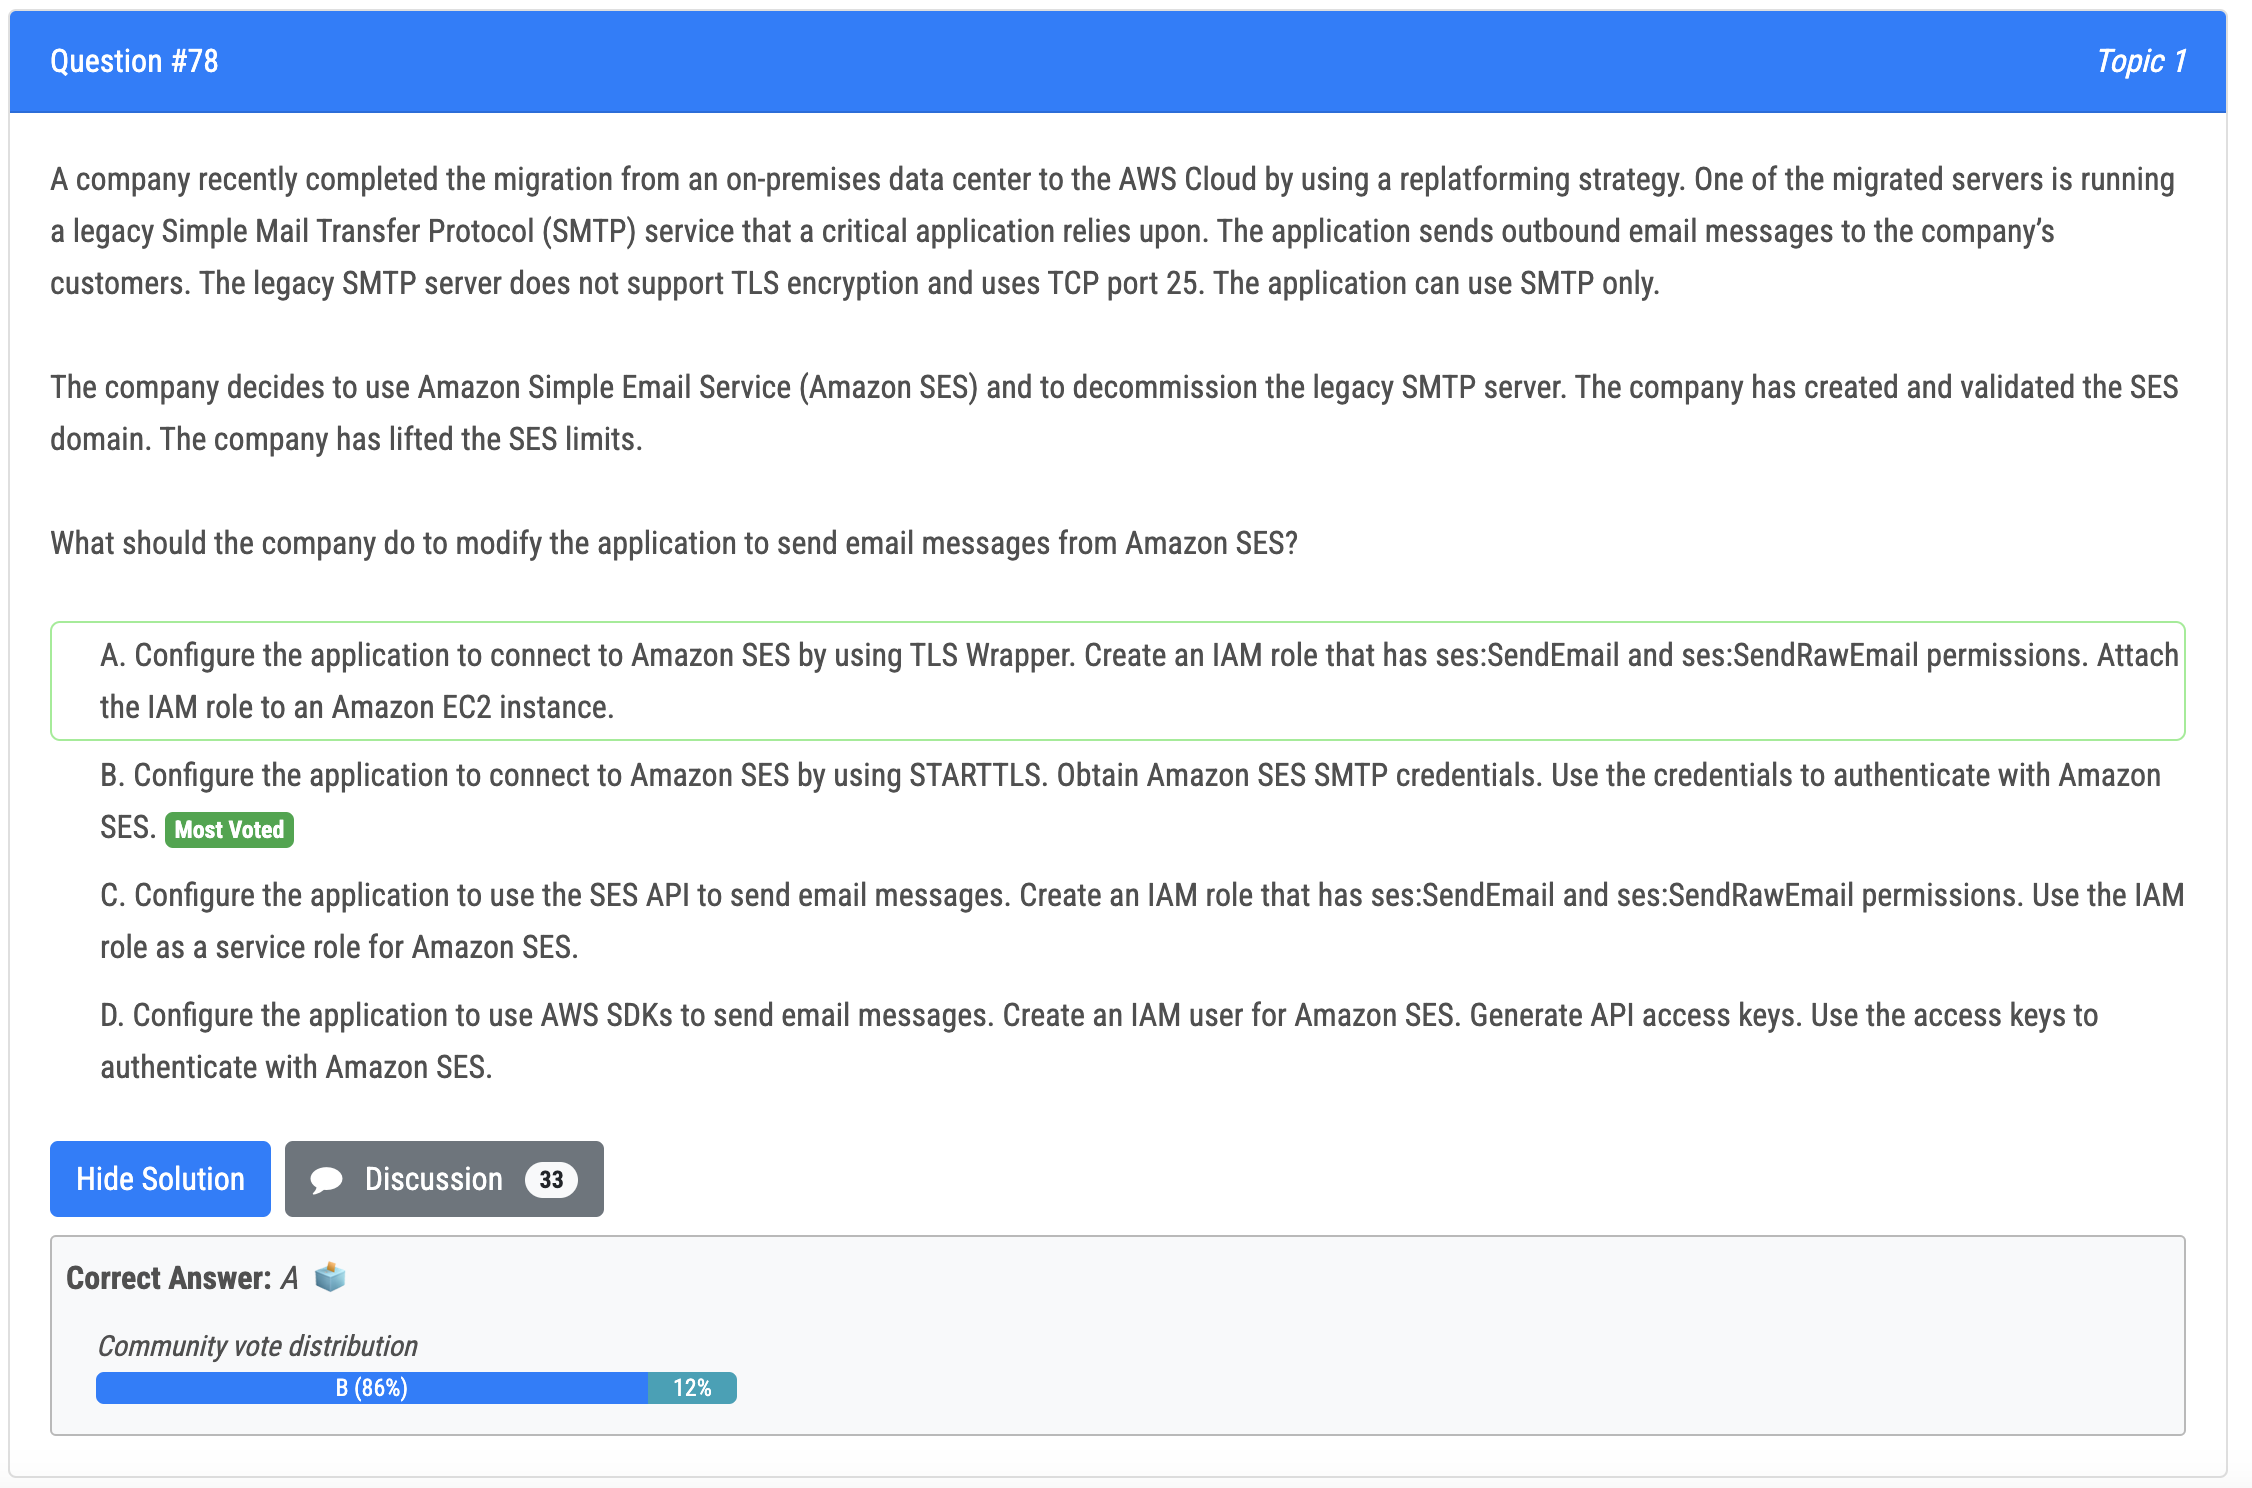 Question #78
Topic 1
A company recently completed the migration from an on-premises data center to the AWS Cloud by using a replatforming strategy. One of the migrated servers is running
a legacy Simple Mail Transfer Protocol (SMTP) service that a critical application relies upon. The application sends outbound email messages to the company’s
customers. The legacy SMTP server does not support TLS encryption and uses TCP port 25. The application can use SMTP only.
The company decides to use Amazon Simple Email Service (Amazon SES) and to decommission the legacy SMTP server. The company has created and validated the SES
domain. The company has lifted the SES limits.
What should the company do to modify the application to send email messages from Amazon SES?
A. Configure the application to connect to Amazon SES by using TLS Wrapper. Create an IAM role that has ses:SendEmail and ses:SendRawEmail permissions. Attach
the IAM role to an Amazon EC2 instance.
B. Configure the application to connect to Amazon SES by using STARTTLS. Obtain Amazon SES SMTP credentials. Use the credentials to authenticate with Amazon
SES. Most Voted
C. Configure the application to use the SES API to send email messages. Create an IAM role that has ses:SendEmail and ses:SendRawEmail permissions. Use the IAM
role as a service role for Amazon SES.
D. Configure the application to use AWS SDKs to send email messages. Create an IAM user for Amazon SES. Generate API access keys. Use the access keys to
authenticate with Amazon SES.
Hide Solution
Discussion 33
Correct Answer: A
Community vote distribution
B (86%) 12%